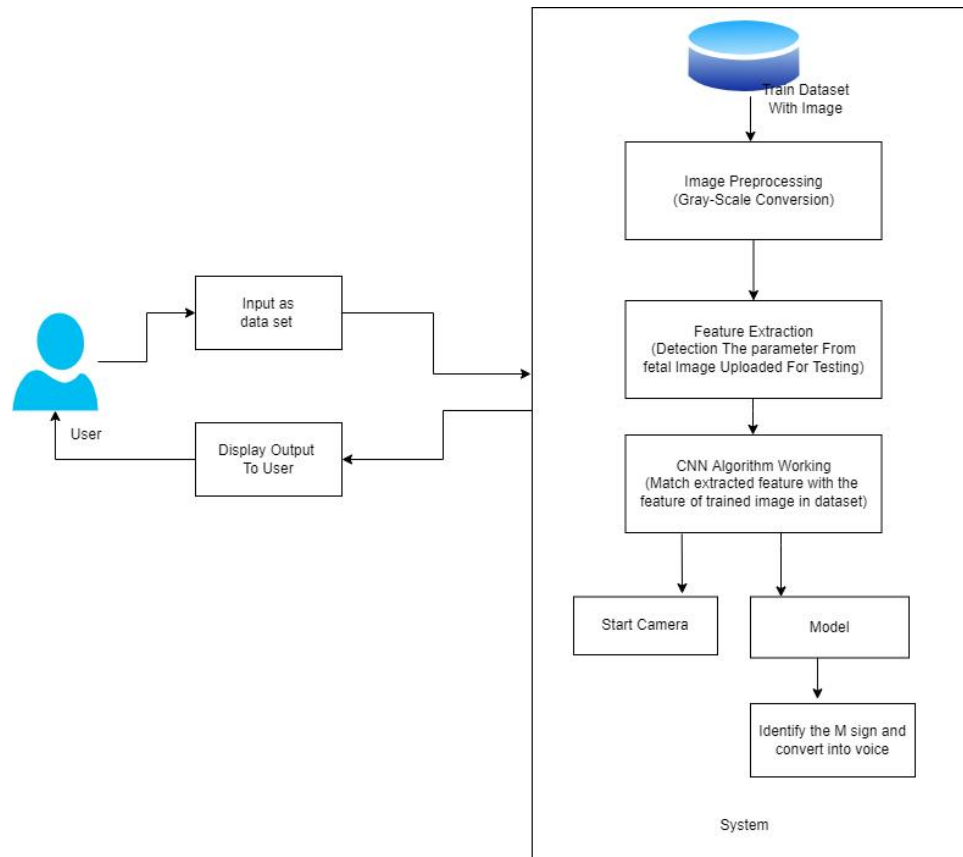 Train Dataset
With Image
Image Preprocessing
(Gray-Scale Conversion)
Input as
data set
Feature Extraction
(Detection The parameter From
fetal Image Uploaded For Testing)
User
Display Output
To User
CNN Algorithm Working
(Match extracted feature with the
feature of trained image in dataset)
Start Camera
Model
Identify the M sign and
convert into voice
System